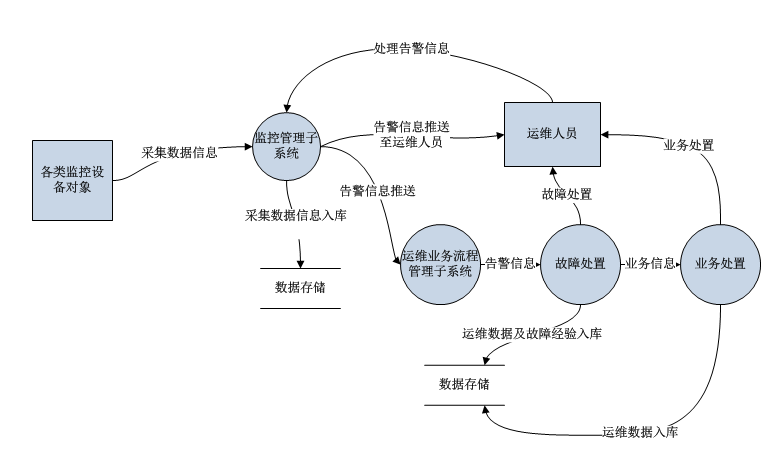 处理告警信息
告警信息推送
至运维人员
运维人员
监控管理子
系统
业务处置
采集数据信息
各类监控设
备对象
告警信息推送
故障处置
采集数据信息入库
运维业务流程
管理子系统
告警信息
故障处置
业务信息
业务处置
数据存储
运维数据及故障经验入库
数据存储
运维数据入库